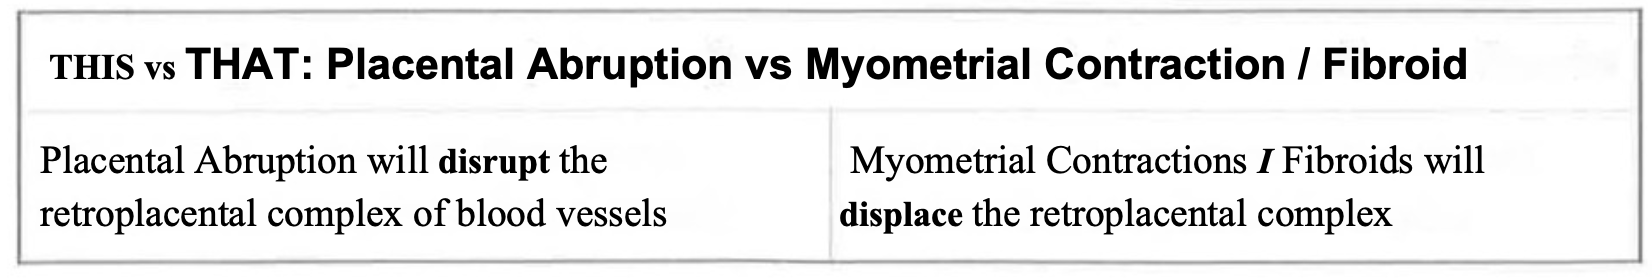 THIS vs THAT: Placental Abruption vs Myometrial Contraction / Fibroid
Placental Abruption will disrupt the
retroplacental complex of blood vessels
Myometrial Contractions I Fibroids will
displace the retroplacental complex